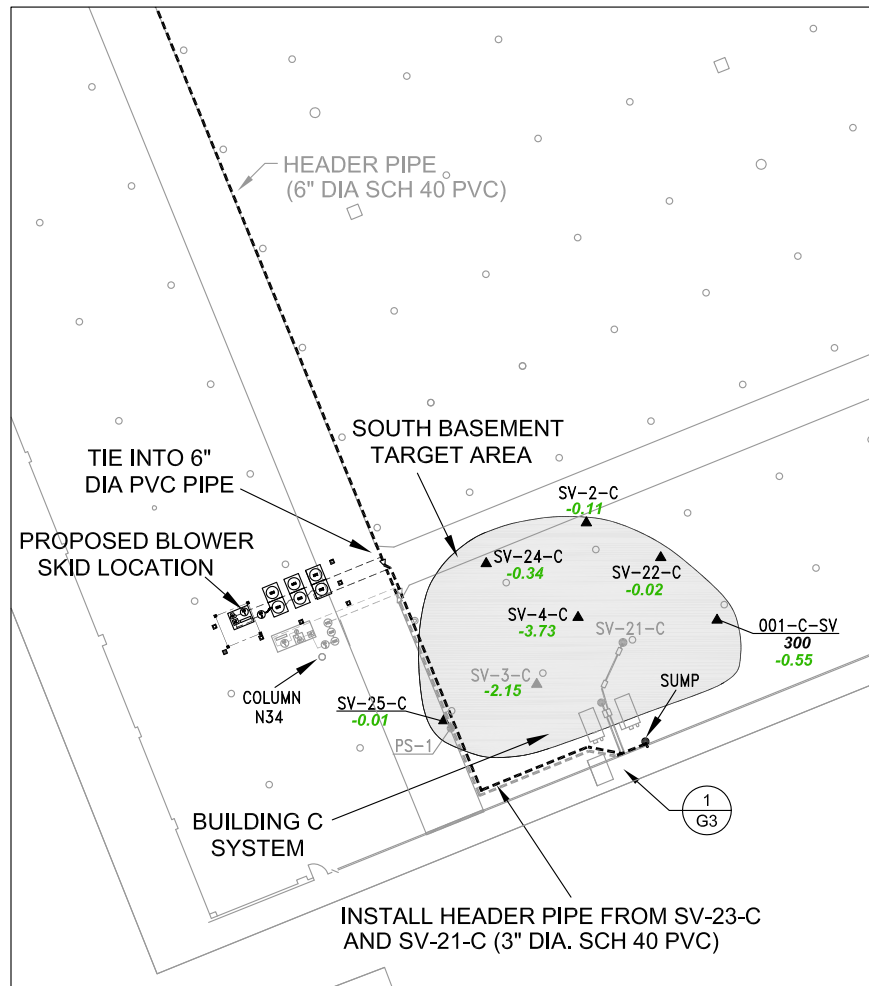 HEADER PIPE
(6" DIA SCH 40 PVC)
SOUTH BASEMENT
TARGET AREA
TIE INTO 6"
DIA PVC PIPE
PROPOSED BLOWER
SKID LOCATION
SV-2-C
-0.11
SV-24-C
-0.34
SV-22-C
-0.02
SV-4-C
-3.73
SV-21-C
001-C-SV
300
-0.55
SV-3-C
-2.15
SUMP
COLUMN
N34
SV-25-C
-0.01
PS-1
BUILDING C
SYSTEM
1
G3
INSTALL HEADER PIPE FROM SV-23-C
AND SV-21-C (3" DIA. SCH 40 PVC)